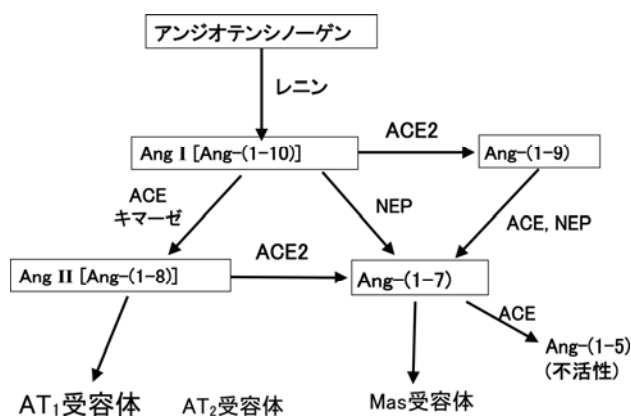 アンジオテンシノーゲン
レニン
ACE2
Ang I [Ang-(1-10)]
Ang-(1-9)
ACE
キマーゼ
NEP
ACE, NEP
ACE2
Ang II [Ang-(1-8)]
Ang-(1-7)
ACE
Ang-(1-5)
(不活性)
AT₁受容体
AT₂受容体
Mas受容体